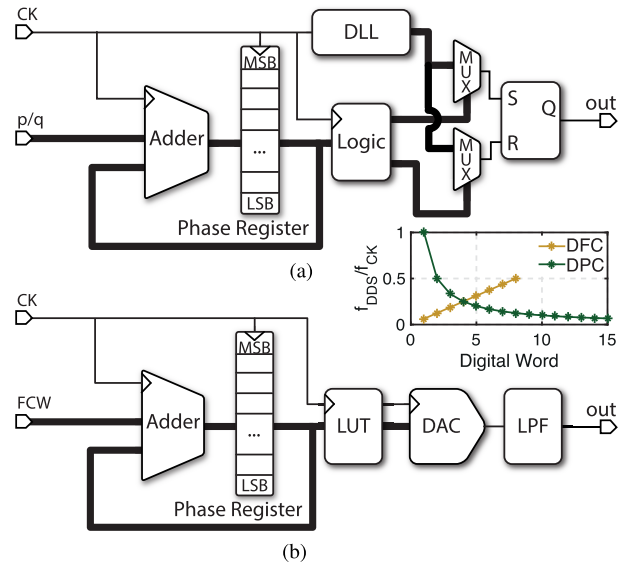 CK
DLL
MSB
MUX
S
Q
out
p/q
Adder
Logic
R
MUX
...
LSB
Phase Register
(a)
DFC
DPC
1
0.5
0
f_DDS/f_CK
0
5
10
15
Digital Word
CK
MSB
FCW
Adder
...
LUT
DAC
LPF
out
LSB
Phase Register
(b)